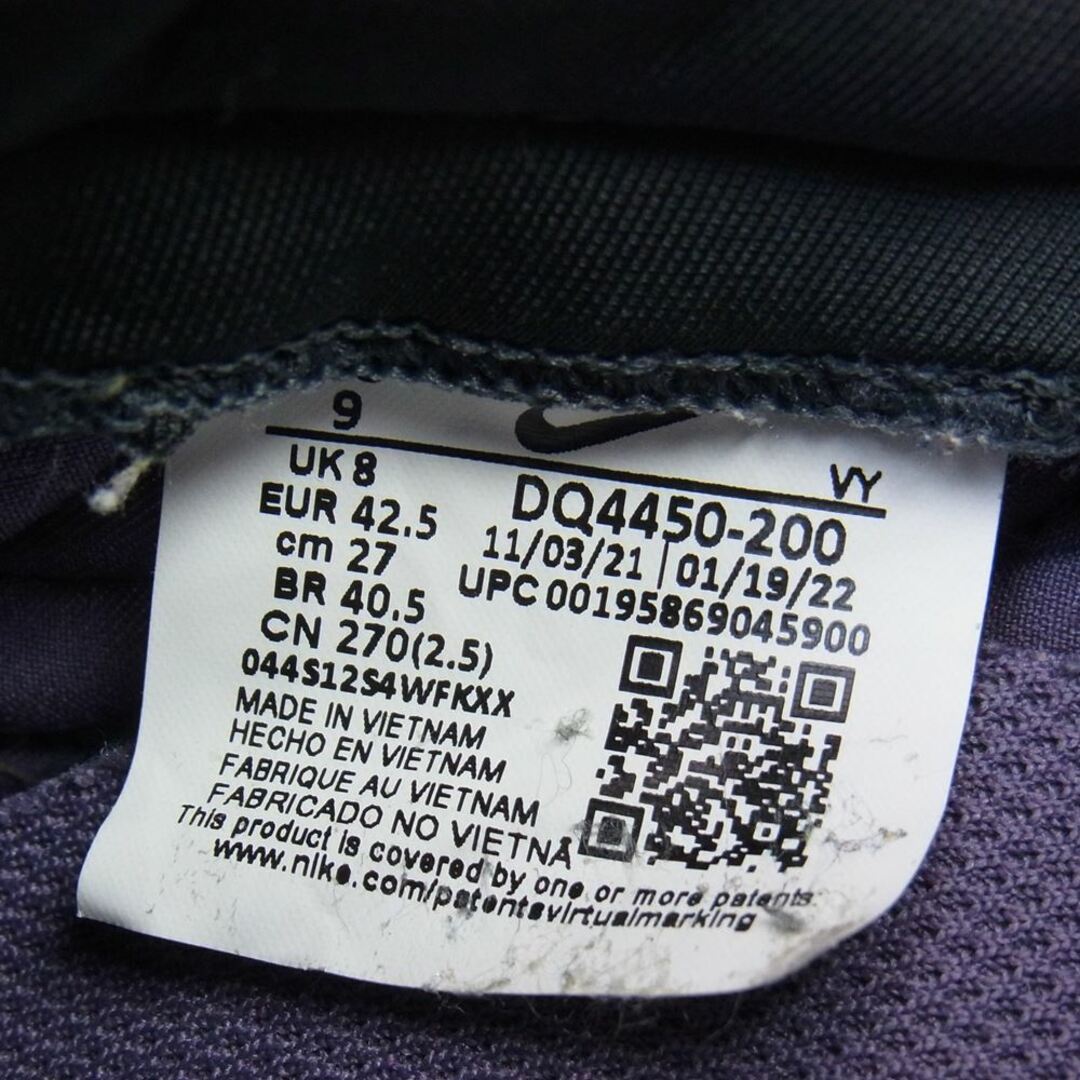 9
VY
UK 8
EUR 42.5
cm 27
BR 40.5
CN 270(2.5)
DQ4450-200
11/03/21 | 01/19/22
UPC 00195869045900
044S12S4WFKXX
MADE IN VIETNAM
HECHO EN VIETNAM
FABRIQUE AU VIETNAM
FABRICADO NO VIETNÃ
This product is covered by one or more patents.
www.nike.com/patentsvirtualmarking